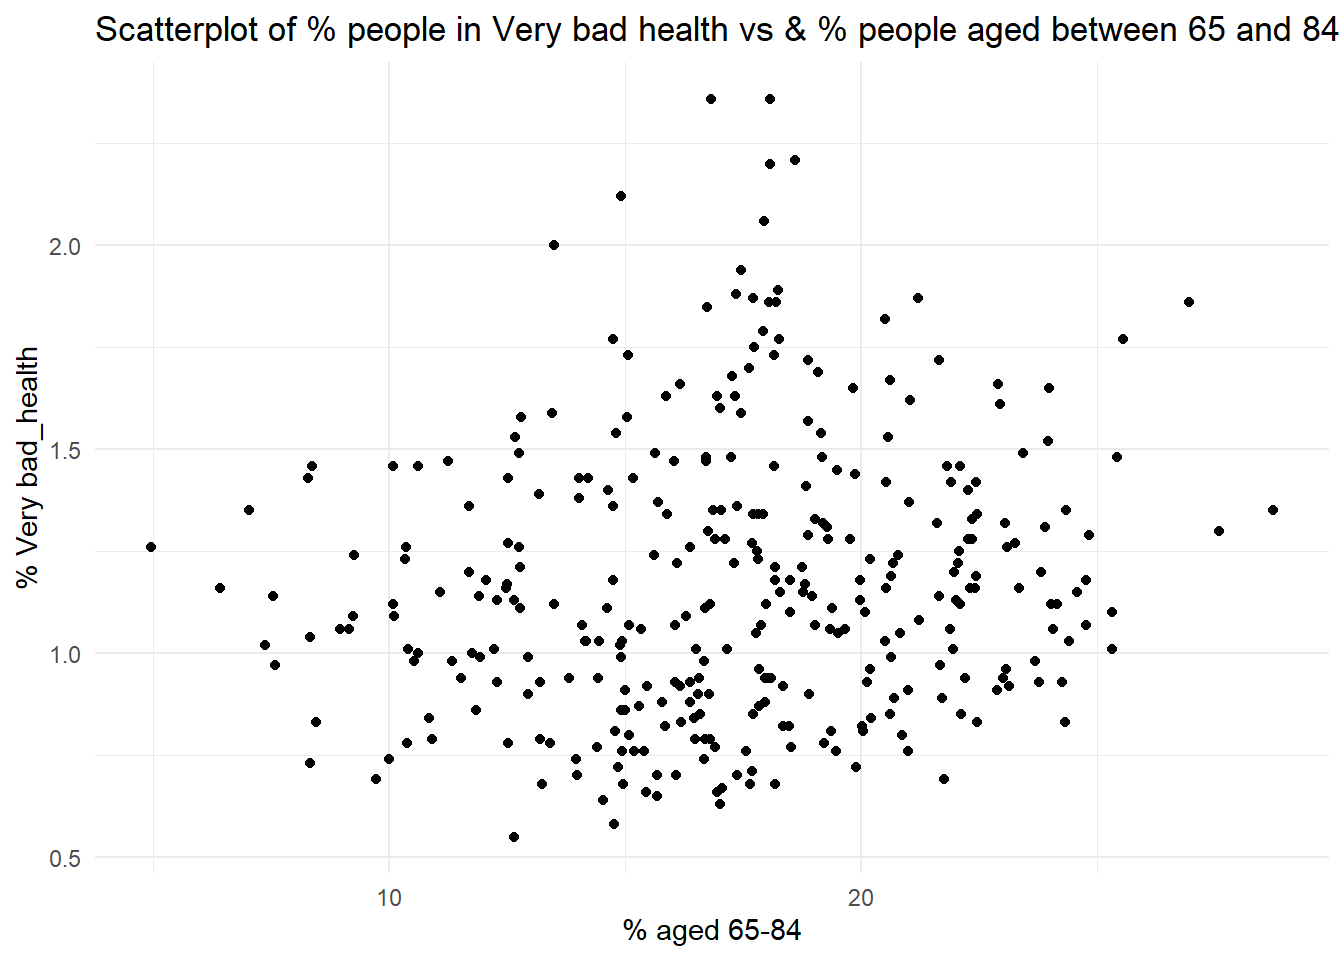 Scatterplot of % people in Very bad health vs & % people aged between 65 and 84
% Very bad_health
2.0
1.5
1.0
0.5
10
20
% aged 65-84